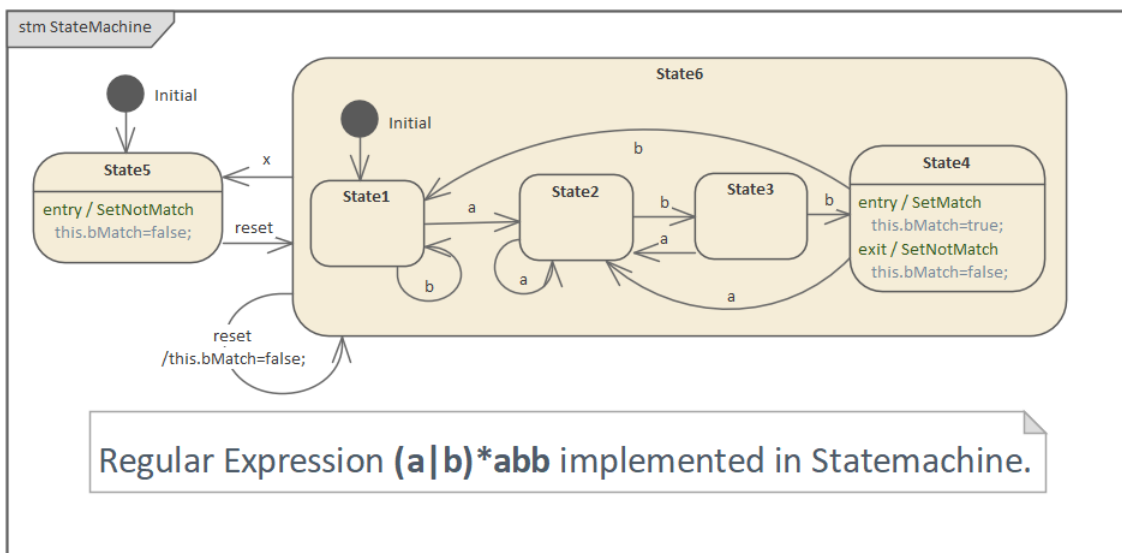 stm StateMachine
Initial
State5
entry / SetNotMatch
this.bMatch=false;
x
reset
reset
/this.bMatch=false;
State6
Initial
State1
a
b
State2
a
b
a
State3
b
b
a
State4
entry / SetMatch
this.bMatch=true;
exit / SetNotMatch
this.bMatch=false;
Regular Expression (a|b)*abb implemented in Statemachine.